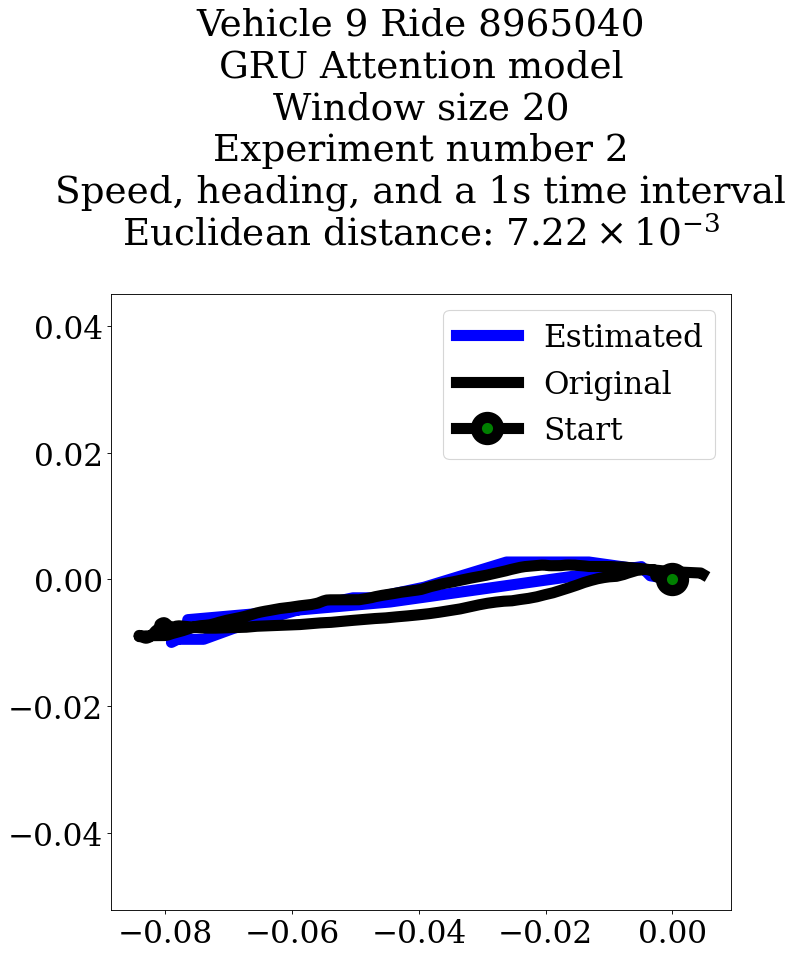 Vehicle 9 Ride 8965040
GRU Attention model
Window size 20
Experiment number 2
Speed, heading, and a 1s time interval
Euclidean distance: 7.22 × 10⁻³
Estimated
Original
Start
0.04
0.02
0.00
−0.02
−0.04
−0.08 −0.06 −0.04 −0.02 0.00